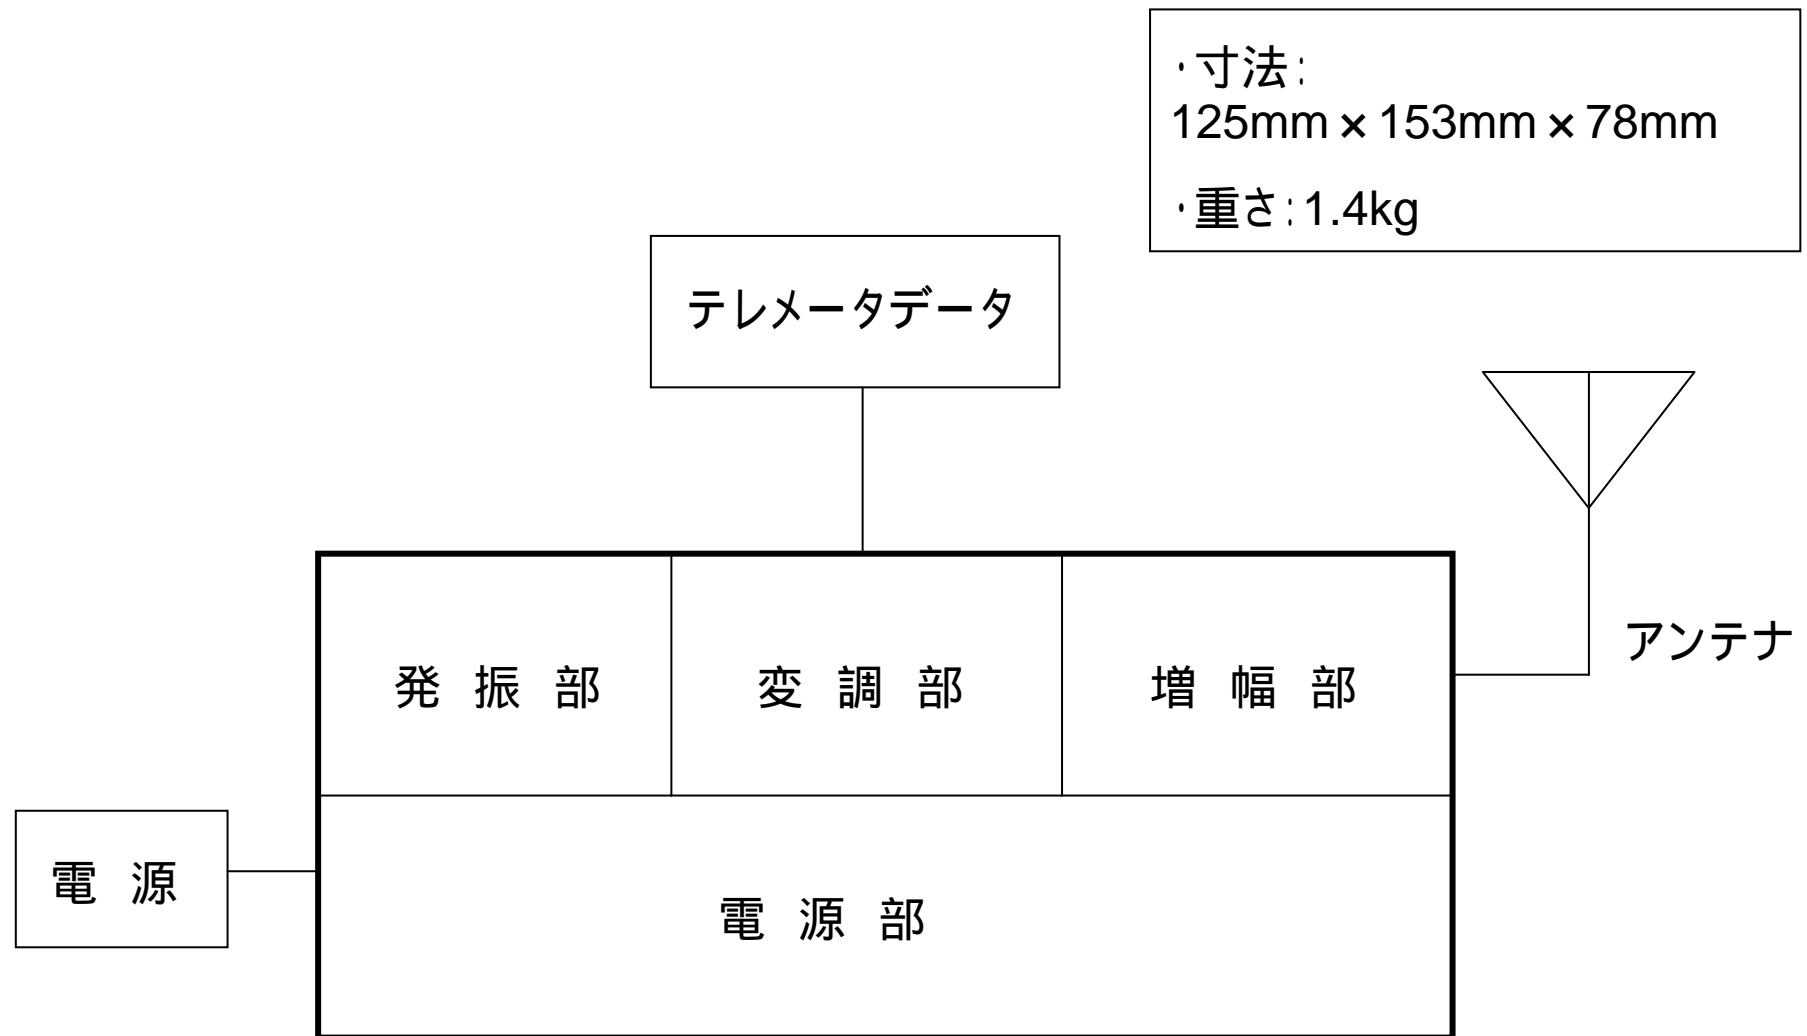 ・寸法:
125mm×153mm×78mm
・重さ:1.4kg
テレメータデータ
アンテナ
発 振 部
変 調 部
増 幅 部
電 源
電 源 部